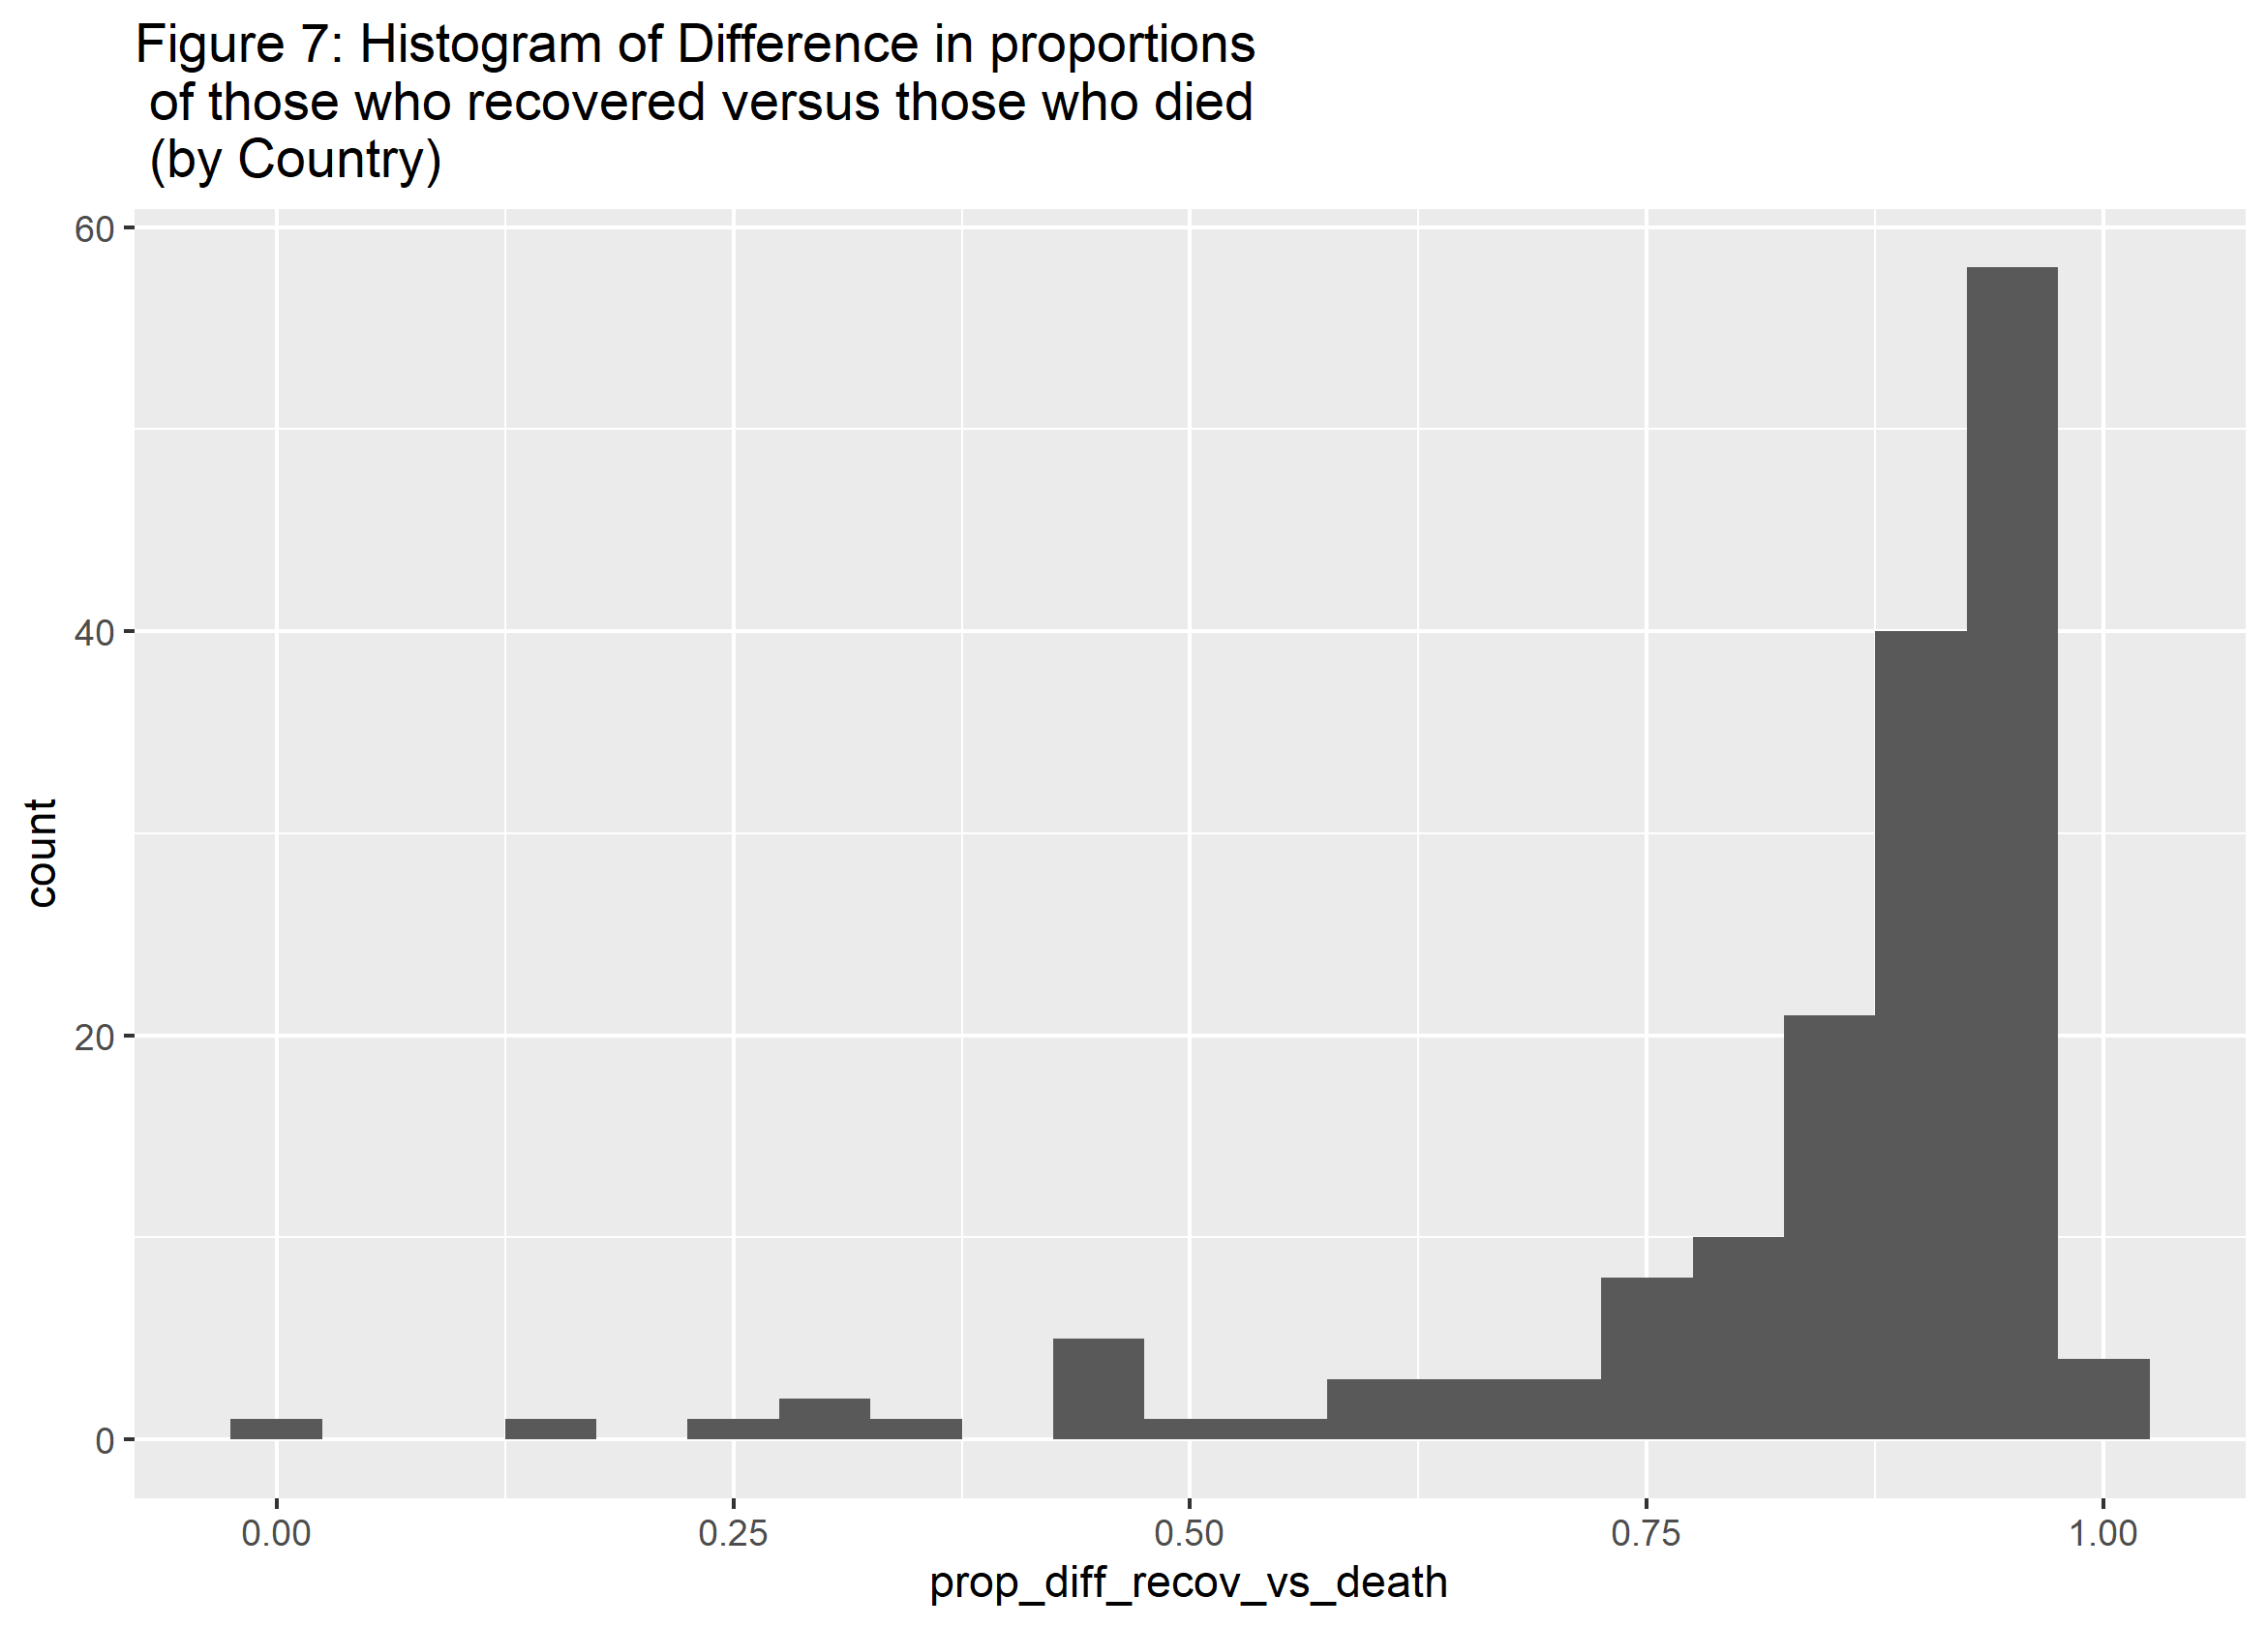 Figure 7: Histogram of Difference in proportions
of those who recovered versus those who died
(by Country)
60
40
20
0
count
0.00 0.25 0.50 0.75 1.00
prop_diff_recov_vs_death